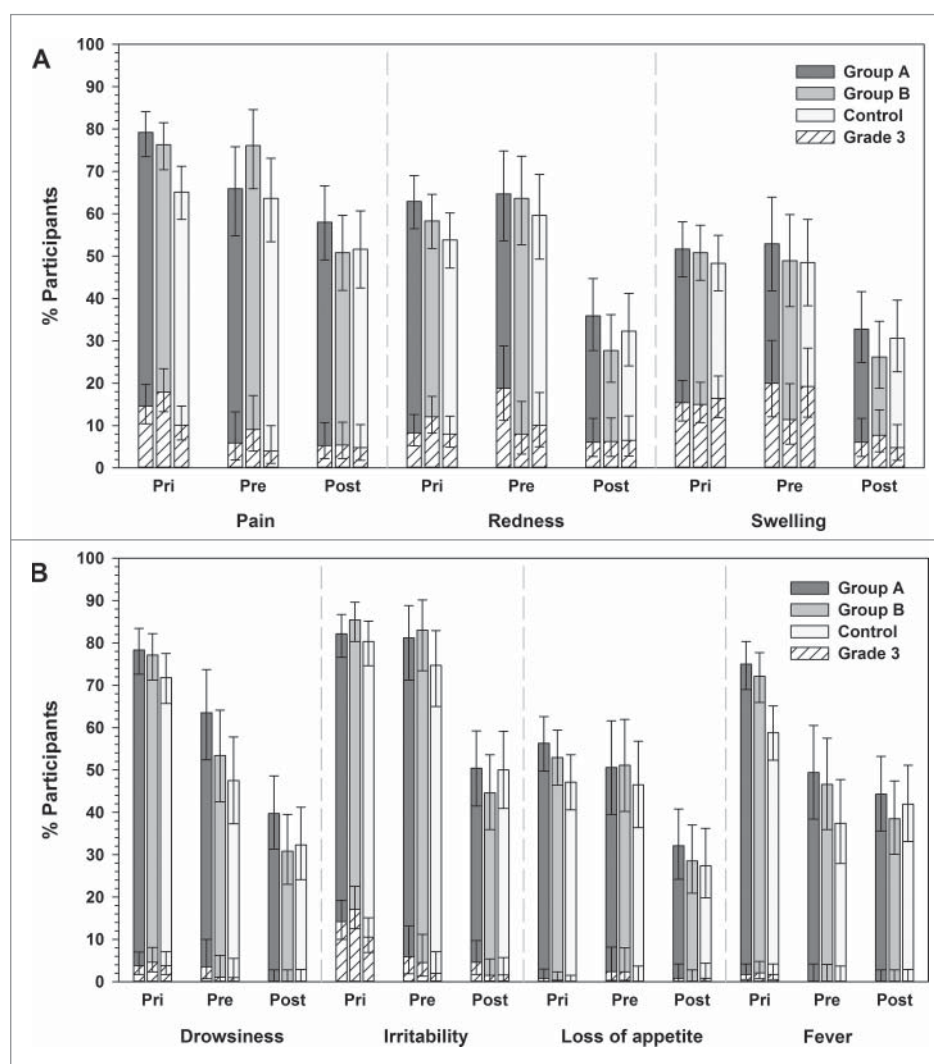 A
% Participants
100
90
80
70
60
50
40
30
20
10
0
Group A
Group B
Control
Grade 3
Pri Pre Post Pri Pre Post Pri Pre Post
Pain Redness Swelling
B
% Participants
100
90
80
70
60
50
40
30
20
10
0
Group A
Group B
Control
Grade 3
Pri Pre Post Pri Pre Post Pri Pre Post Pri Pre Post
Drowsiness Irritability Loss of appetite Fever